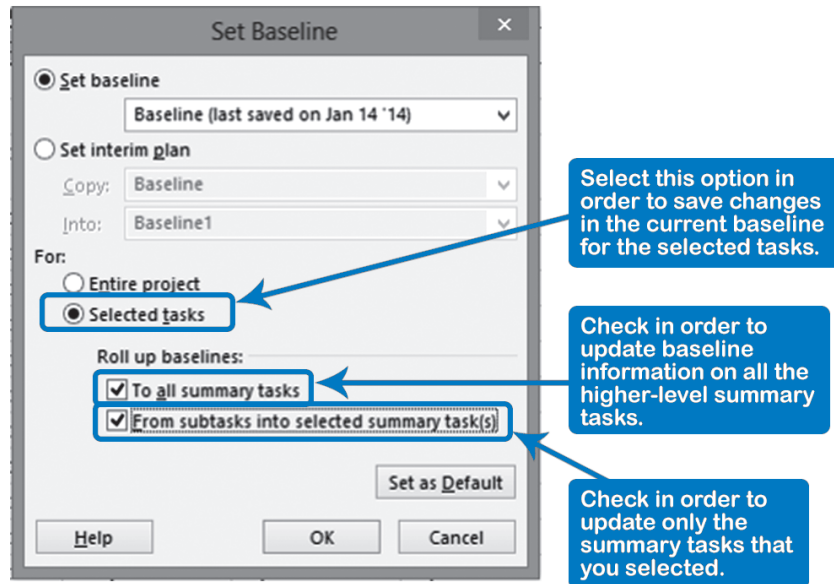 Set Baseline
Set baseline
Baseline (last saved on Jan 14 '14)
Set interim plan
Copy: Baseline
Into: Baseline1
For:
Entire project
Selected tasks
Roll up baselines:
To all summary tasks
From subtasks into selected summary task(s)
Set as Default
Help OK Cancel
Select this option in
order to save changes
in the current baseline
for the selected tasks.
Check in order to
update baseline
information on all the
higher-level summary
tasks.
Check in order to
update only the
summary tasks that
you selected.